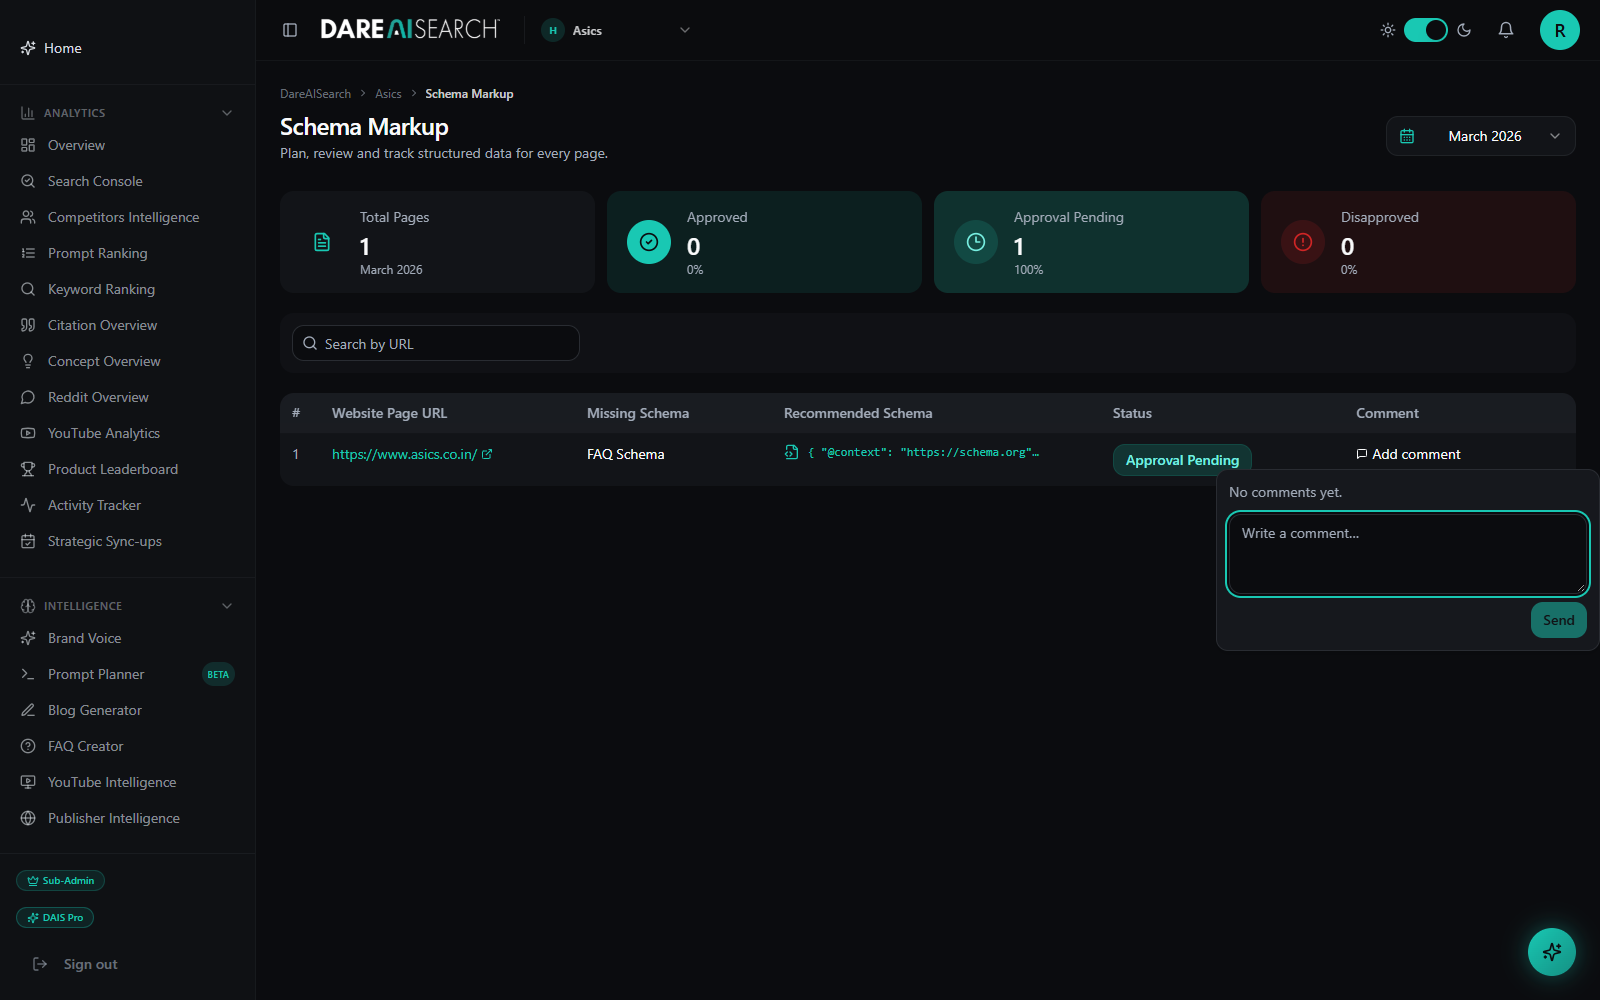 Home
ANALYTICS
Overview
Search Console
Competitors Intelligence
Prompt Ranking
Keyword Ranking
Citation Overview
Concept Overview
Reddit Overview
YouTube Analytics
Product Leaderboard
Activity Tracker
Strategic Sync-ups
INTELLIGENCE
Brand Voice
Prompt Planner BETA
Blog Generator
FAQ Creator
YouTube Intelligence
Publisher Intelligence
Sub-Admin
DAIS Pro
Sign out
DARE AISEARCH
H Asics
R
DareAISearch > Asics > Schema Markup
Schema Markup
Plan, review and track structured data for every page.
March 2026
Total Pages
1
March 2026
Approved
0
0%
Approval Pending
1
100%
Disapproved
0
0%
Search by URL
# Website Page URL Missing Schema Recommended Schema Status Comment
1 https://www.asics.co.in/ FAQ Schema { "@context": "https://schema.org"… Approval Pending Add comment
No comments yet.
Write a comment...
Send